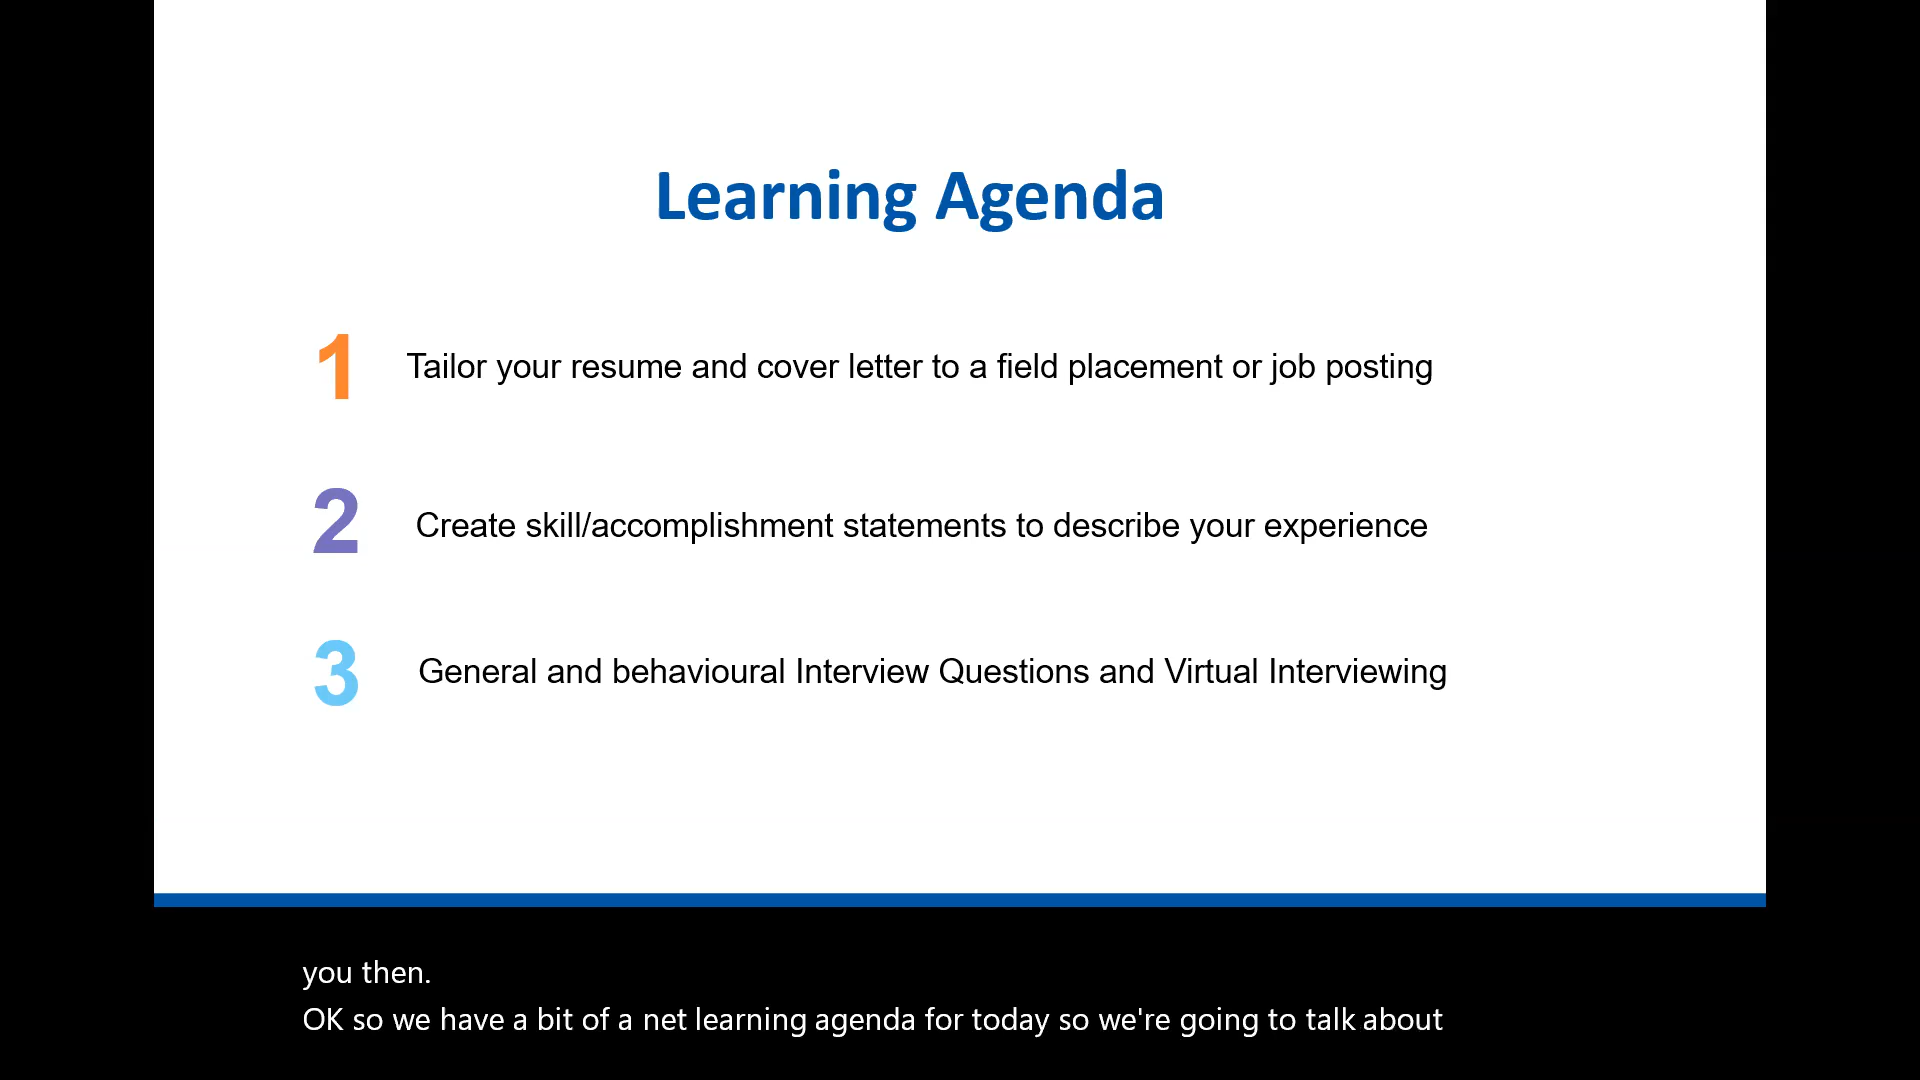 Learning Agenda
1 Tailor your resume and cover letter to a field placement or job posting
2 Create skill/accomplishment statements to describe your experience
3 General and behavioural Interview Questions and Virtual Interviewing
you then.
OK so we have a bit of a net learning agenda for today so we're going to talk about